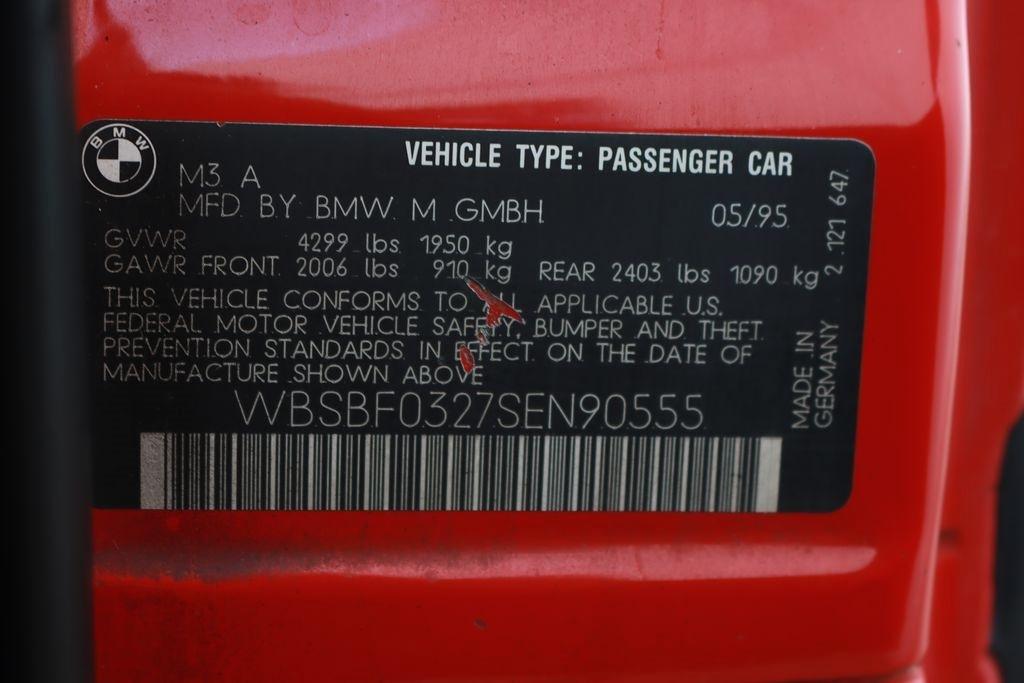 BMW
VEHICLE TYPE: PASSENGER CAR
M3 A
MFD. BY BMW M GMBH 05/95
GVWR 4299 lbs 1950 kg
GAWR FRONT 2006 lbs 910 kg REAR 2403 lbs 1090 kg
THIS VEHICLE CONFORMS TO APPLICABLE U.S.
FEDERAL MOTOR VEHICLE SAFETY, BUMPER AND THEFT
PREVENTION STANDARDS IN EFFECT ON THE DATE OF
MANUFACTURE SHOWN ABOVE
WBSBF0327SEN90555
2 121 647
MADE IN
GERMANY